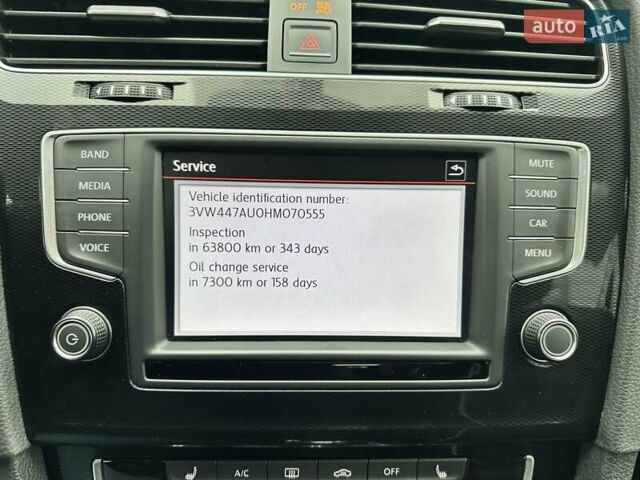 OFF
auto RIA.com
BAND
MEDIA
PHONE
VOICE
Service
Vehicle identification number:
3VW447AU0HM070555
Inspection
in 63800 km or 343 days
Oil change service
in 7300 km or 158 days
MUTE
SOUND
CAR
MENU
A/C
OFF